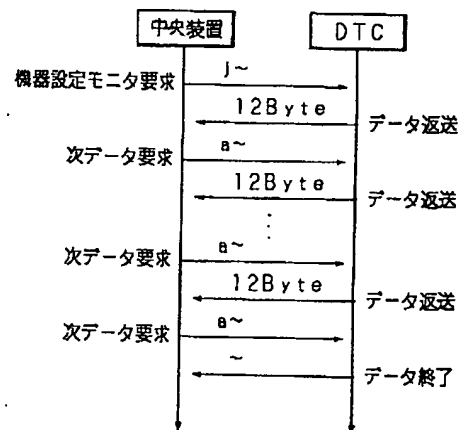 中央装置
DTC
機器設定モニタ要求
j~
12Byte
データ返送
次データ要求
a~
12Byte
データ返送
次データ要求
a~
12Byte
データ返送
次データ要求
a~
~
データ終了